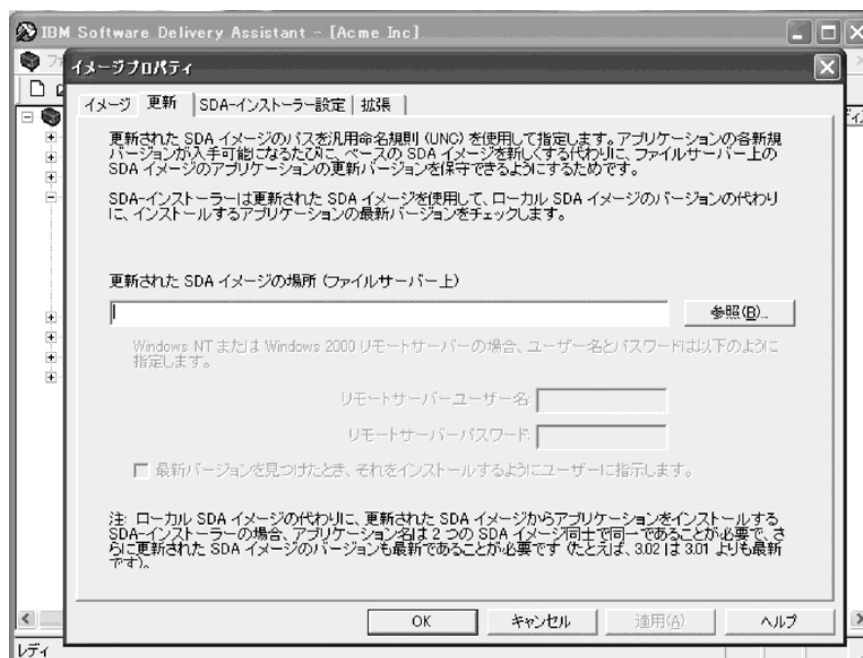 IBM Software Delivery Assistant - [Acme Inc]
イメージプロパティ
イメージ 更新 SDA-インストーラー設定 拡張
更新された SDA イメージのパスを汎用命名規則 (UNC) を使用して指定します。アプリケーションの各新規
バージョンが入手可能になるたびに、ベースの SDA イメージを新しくする代わりに、ファイルサーバー上の
SDA イメージのアプリケーションの更新バージョンを保守できるようにするためです。
SDA-インストーラーは更新された SDA イメージを使用して、ローカル SDA イメージのバージョンの代わり
に、インストールするアプリケーションの最新バージョンをチェックします。
更新された SDA イメージの場所 (ファイルサーバー上)
参照(B)...
Windows NT または Windows 2000 リモートサーバーの場合、ユーザー名とパスワードは以下のように
指定します。
リモートサーバーユーザー名:
リモートサーバーパスワード:
最新バージョンを見つけたとき、それをインストールするようにユーザーに指示します。
注: ローカル SDA イメージの代わりに、更新された SDA イメージからアプリケーションをインストールする
SDA-インストーラーの場合、アプリケーション名は 2 つの SDA イメージ同士で同一であることが必要で、さ
らに更新された SDA イメージのバージョンも最新であることが必要です (たとえば、3.02 は 3.01 よりも最新
です)。
OK キャンセル 適用(A) ヘルプ
レディ